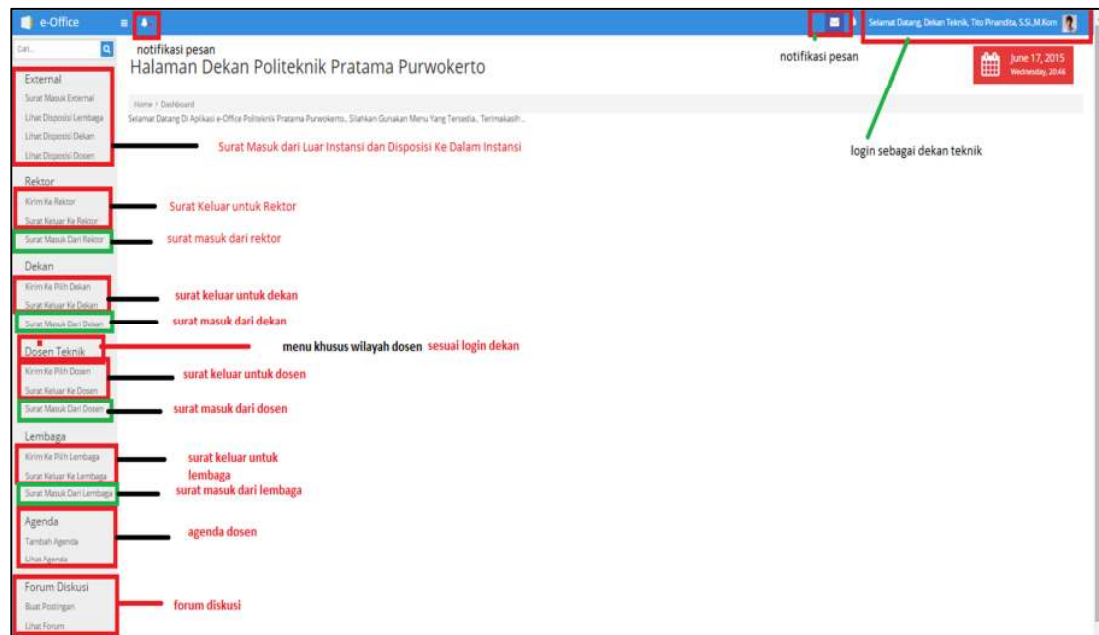 e-Office
Selamat Datang, Dekan Teknik, Tito Pinandita, S.Si.,M.Kom
Cari...
notifikasi pesan
notifikasi pesan
Halaman Dekan Politeknik Pratama Purwokerto
June 17, 2015
Wednesday, 20:46
Home > Dashboard
Selamat Datang Di Aplikasi e-Office Politeknik Pratama Purwokerto.. Silahkan Gunakan Menu Yang Tersedia.. Terimakasih..
login sebagai dekan teknik
External
Surat Masuk External
Lihat Disposisi Lembaga
Lihat Disposisi Dekan
Lihat Disposisi Dosen
Surat Masuk dari Luar Instansi dan Disposisi Ke Dalam Instansi
Rektor
Kirim Ke Rektor
Surat Keluar Ke Rektor
Surat Keluar untuk Rektor
Surat Masuk Dari Rektor
surat masuk dari rektor
Dekan
Kirim Ke Pilih Dekan
Surat Keluar Ke Dekan
surat keluar untuk dekan
Surat Masuk Dari Dosen
surat masuk dari dekan
Dosen Teknik
menu khusus wilayah dosen sesuai login dekan
Kirim Ke Pilih Dosen
Surat Keluar Ke Dosen
surat keluar untuk dosen
Surat Masuk Dari Dosen
surat masuk dari dosen
Lembaga
Kirim Ke Pilih Lembaga
Surat Keluar Ke Lembaga
surat keluar untuk
lembaga
Surat Masuk Dari Lembaga
surat masuk dari lembaga
Agenda
Tambah Agenda
Lihat Agenda
agenda dosen
Forum Diskusi
Buat Postingan
Lihat Forum
forum diskusi